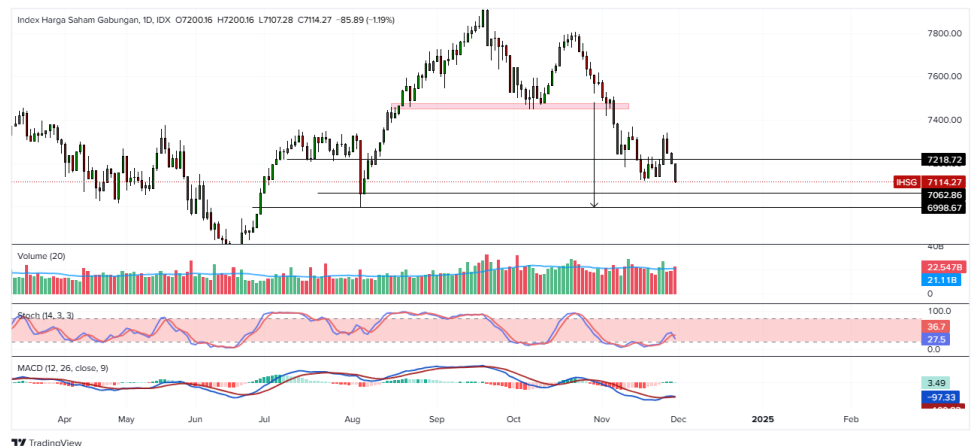 Index Harga Saham Gabungan, 1D, IDX O7200.16 H7200.16 L7107.28 C7114.27 −85.89 (−1.19%)
7800.00
7600.00
7400.00
7218.72
IHSG 7114.27
7062.86
6998.67
Volume (20)
40B
22.547B
21.11B
0
Stoch (14, 3, 3)
100.0
36.7
27.5
0.0
MACD (12, 26, close, 9)
3.49
−97.33
Apr May Jun Jul Aug Sep Oct Nov Dec 2025 Feb
TradingView